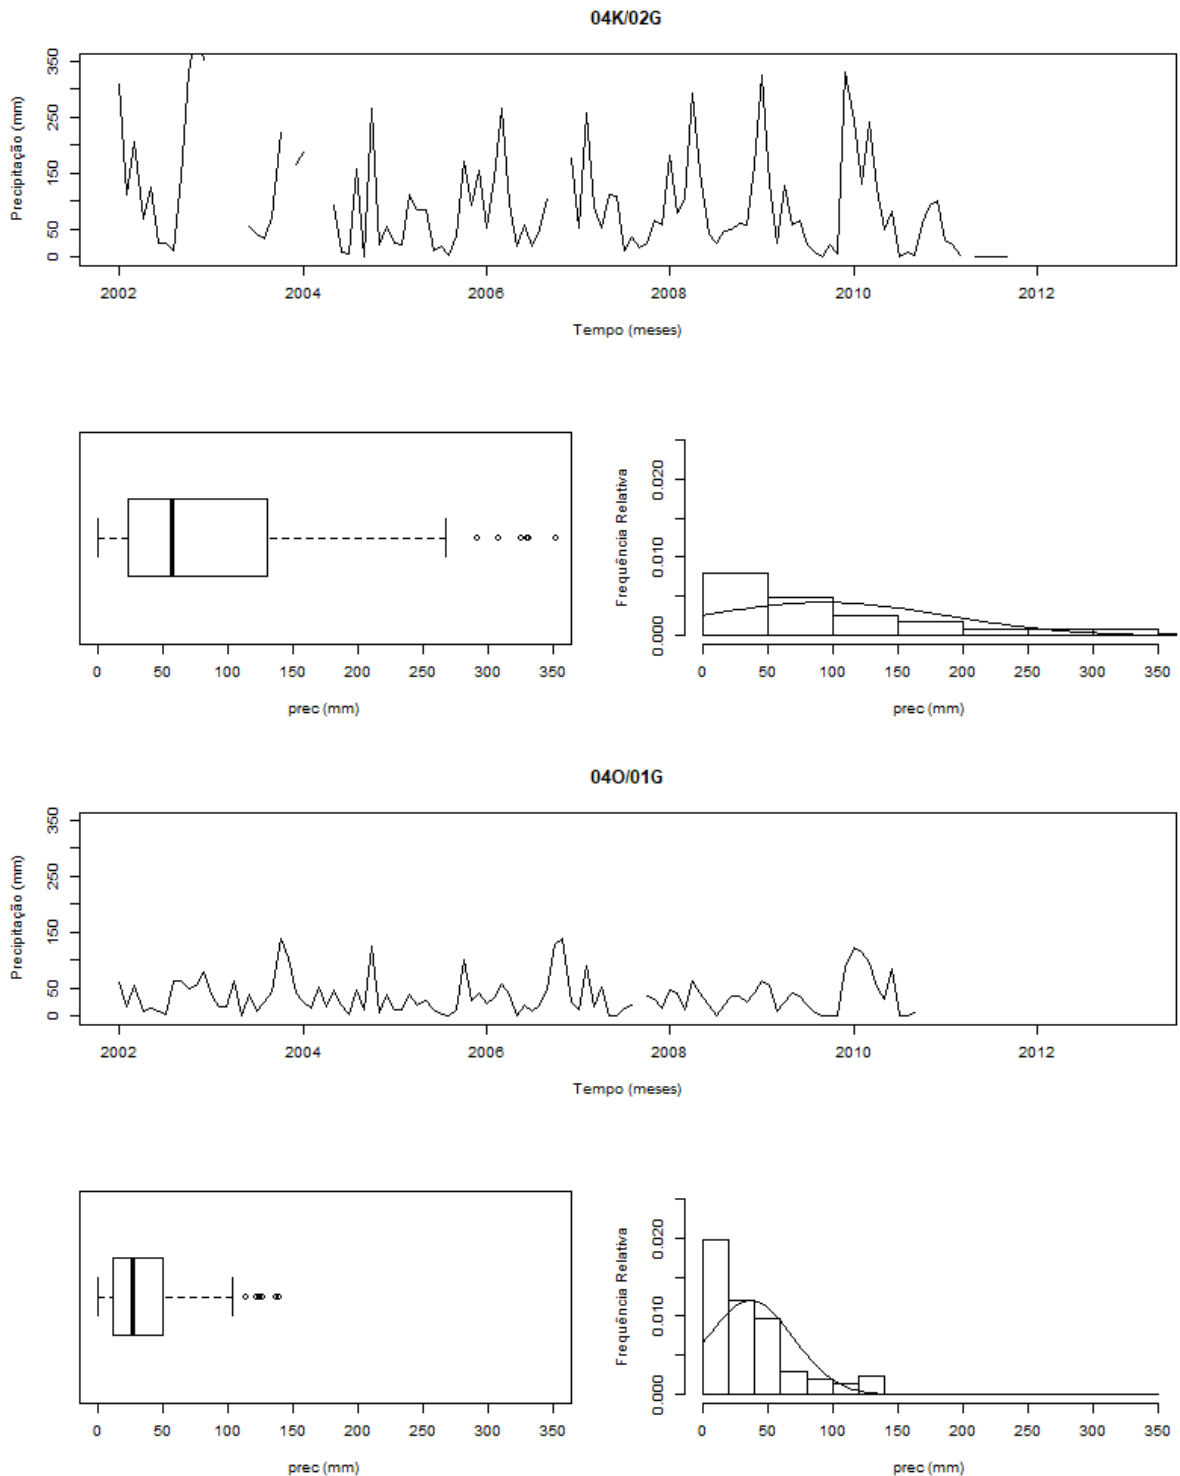 04K/02G
Precipitação (mm)
350
250
150
50
0
2002 2004 2006 2008 2010 2012
Tempo (meses)
0 50 100 150 200 250 300 350
prec (mm)
Frequência Relativa
0.020
0.010
0.000
0 50 100 150 200 250 300 350
prec (mm)
04O/01G
Precipitação (mm)
350
250
150
50
0
2002 2004 2006 2008 2010 2012
Tempo (meses)
0 50 100 150 200 250 300 350
prec (mm)
Frequência Relativa
0.020
0.010
0.000
0 50 100 150 200 250 300 350
prec (mm)